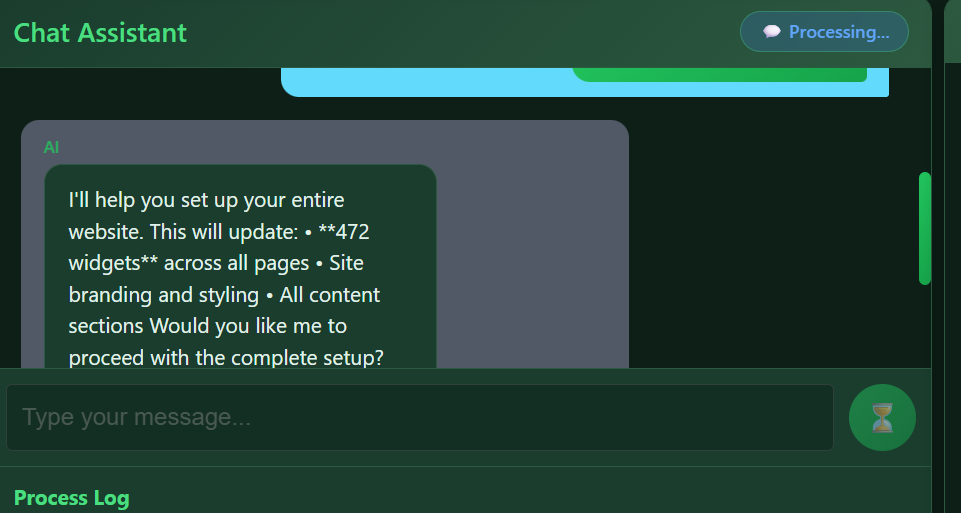 Chat Assistant
Processing...
AI
I'll help you set up your entire
website. This will update: • **472
widgets** across all pages • Site
branding and styling • All content
sections Would you like me to
proceed with the complete setup?
Type your message...
Process Log